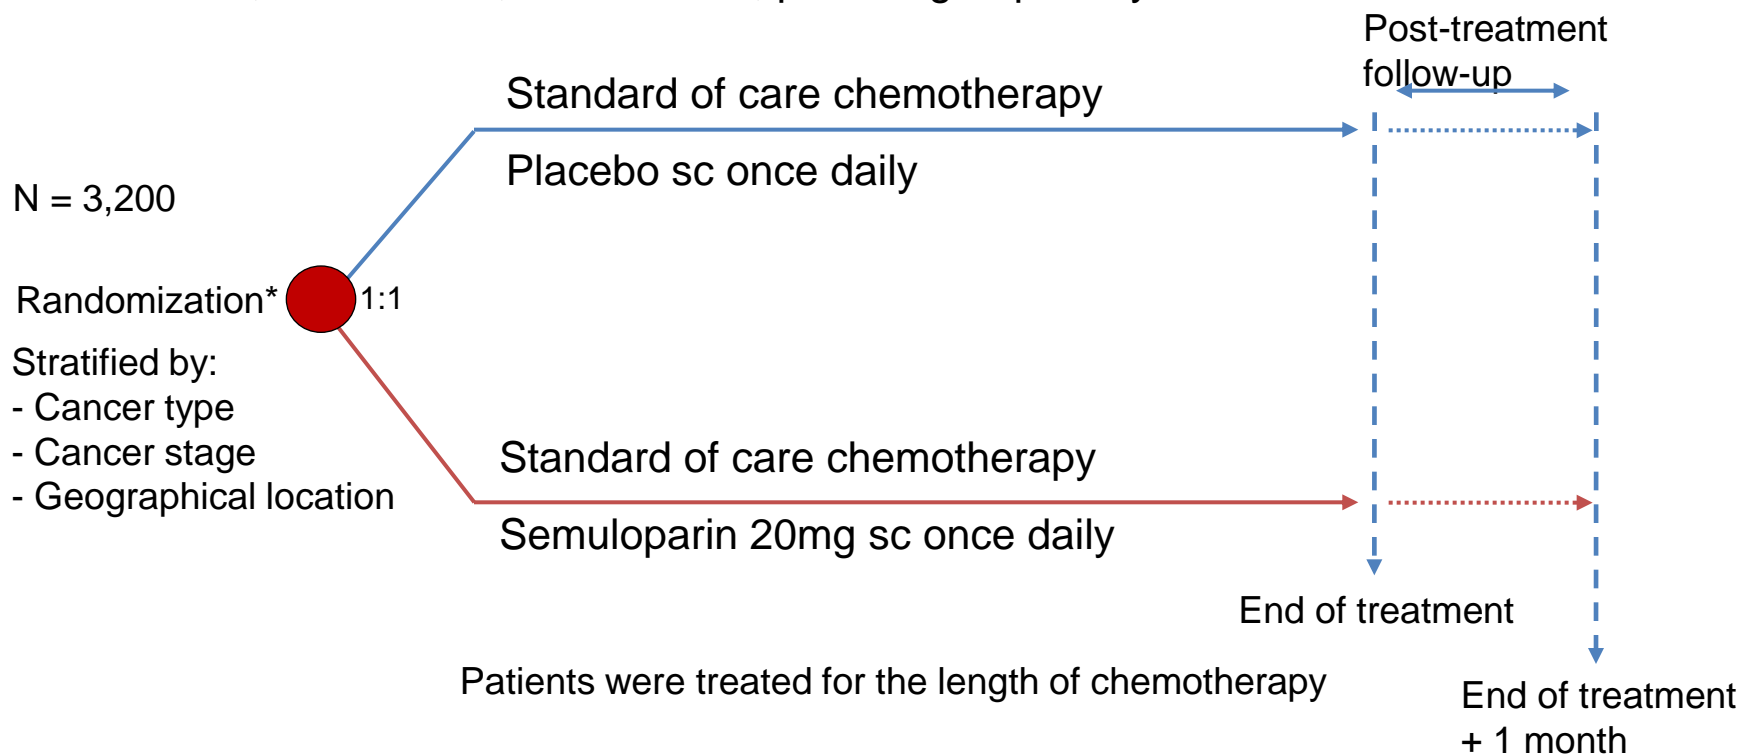 Post-treatment
follow-up
Standard of care chemotherapy
Placebo sc once daily
N = 3,200
Randomization*
1:1
Stratified by:
- Cancer type
- Cancer stage
- Geographical location
Standard of care chemotherapy
Semuloparin 20mg sc once daily
End of treatment
Patients were treated for the length of chemotherapy
End of treatment
+ 1 month